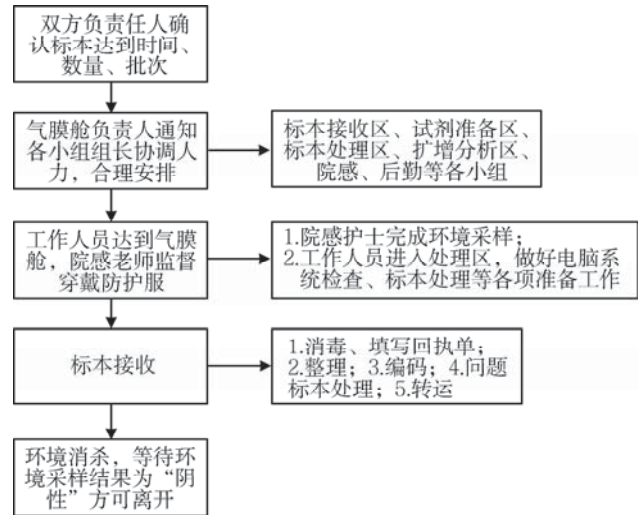 双方负责任人确
认标本达到时间、
数量、批次
气膜舱负责人通知
各小组组长协调人
力，合理安排
标本接收区、试剂准备区、
标本处理区、扩增分析区、
院感、后勤等各小组
工作人员达到气膜
舱，院感老师监督
穿戴防护服
1.院感护士完成环境采样；
2.工作人员进入处理区，做好电脑系
统检查、标本处理等各项准备工作
标本接收
1.消毒、填写回执单；
2.整理；3.编码；4.问题
标本处理；5.转运
环境消杀，等待环
境采样结果为“阴
性”方可离开